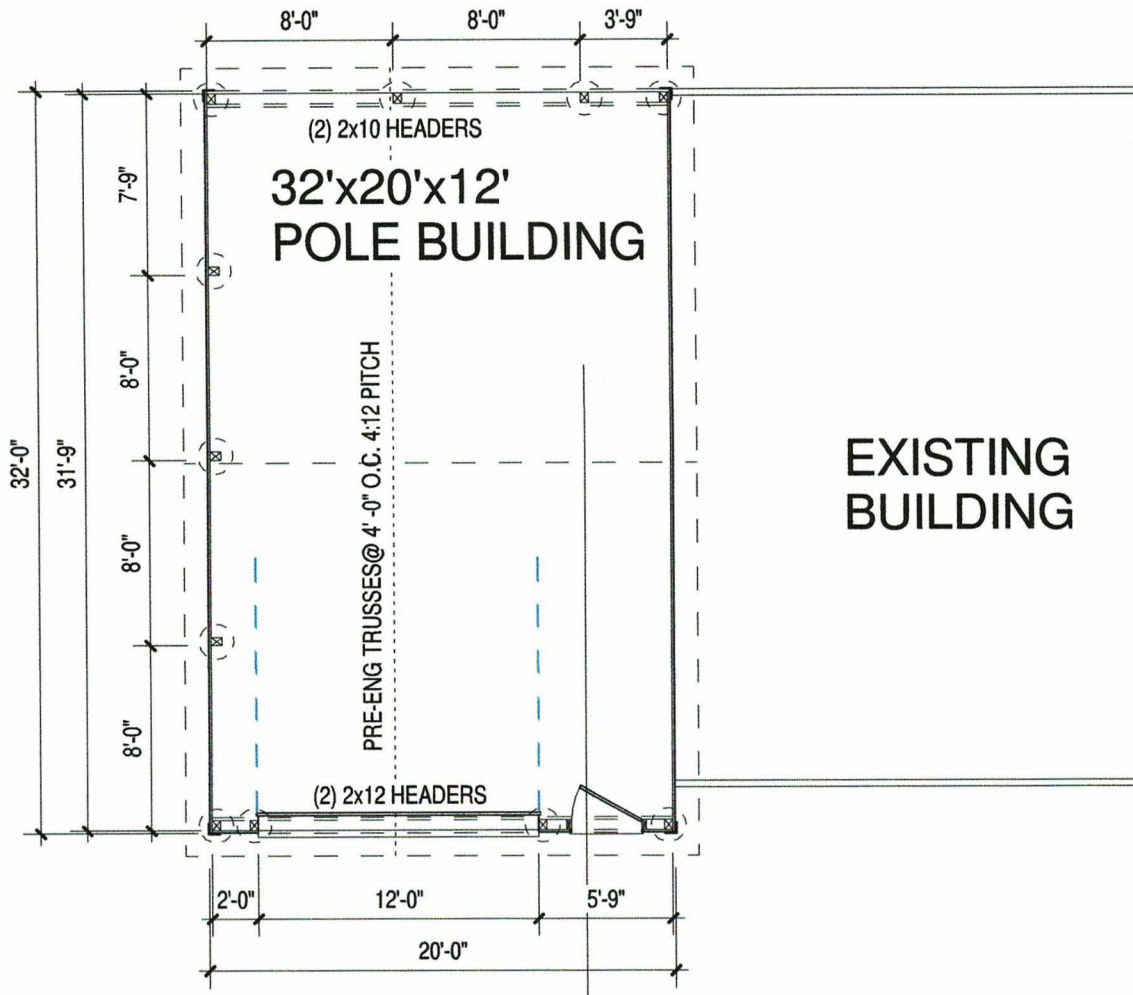 8'-0"
8'-0"
3'-9"
(2) 2x10 HEADERS
32'x20'x12'
POLE BUILDING
7'-9"
8'-0"
8'-0"
8'-0"
32'-0"
31'-9"
PRE-ENG TRUSSES@ 4' -0" O.C. 4:12 PITCH
EXISTING
BUILDING
(2) 2x12 HEADERS
2'-0"
12'-0"
5'-9"
20'-0"